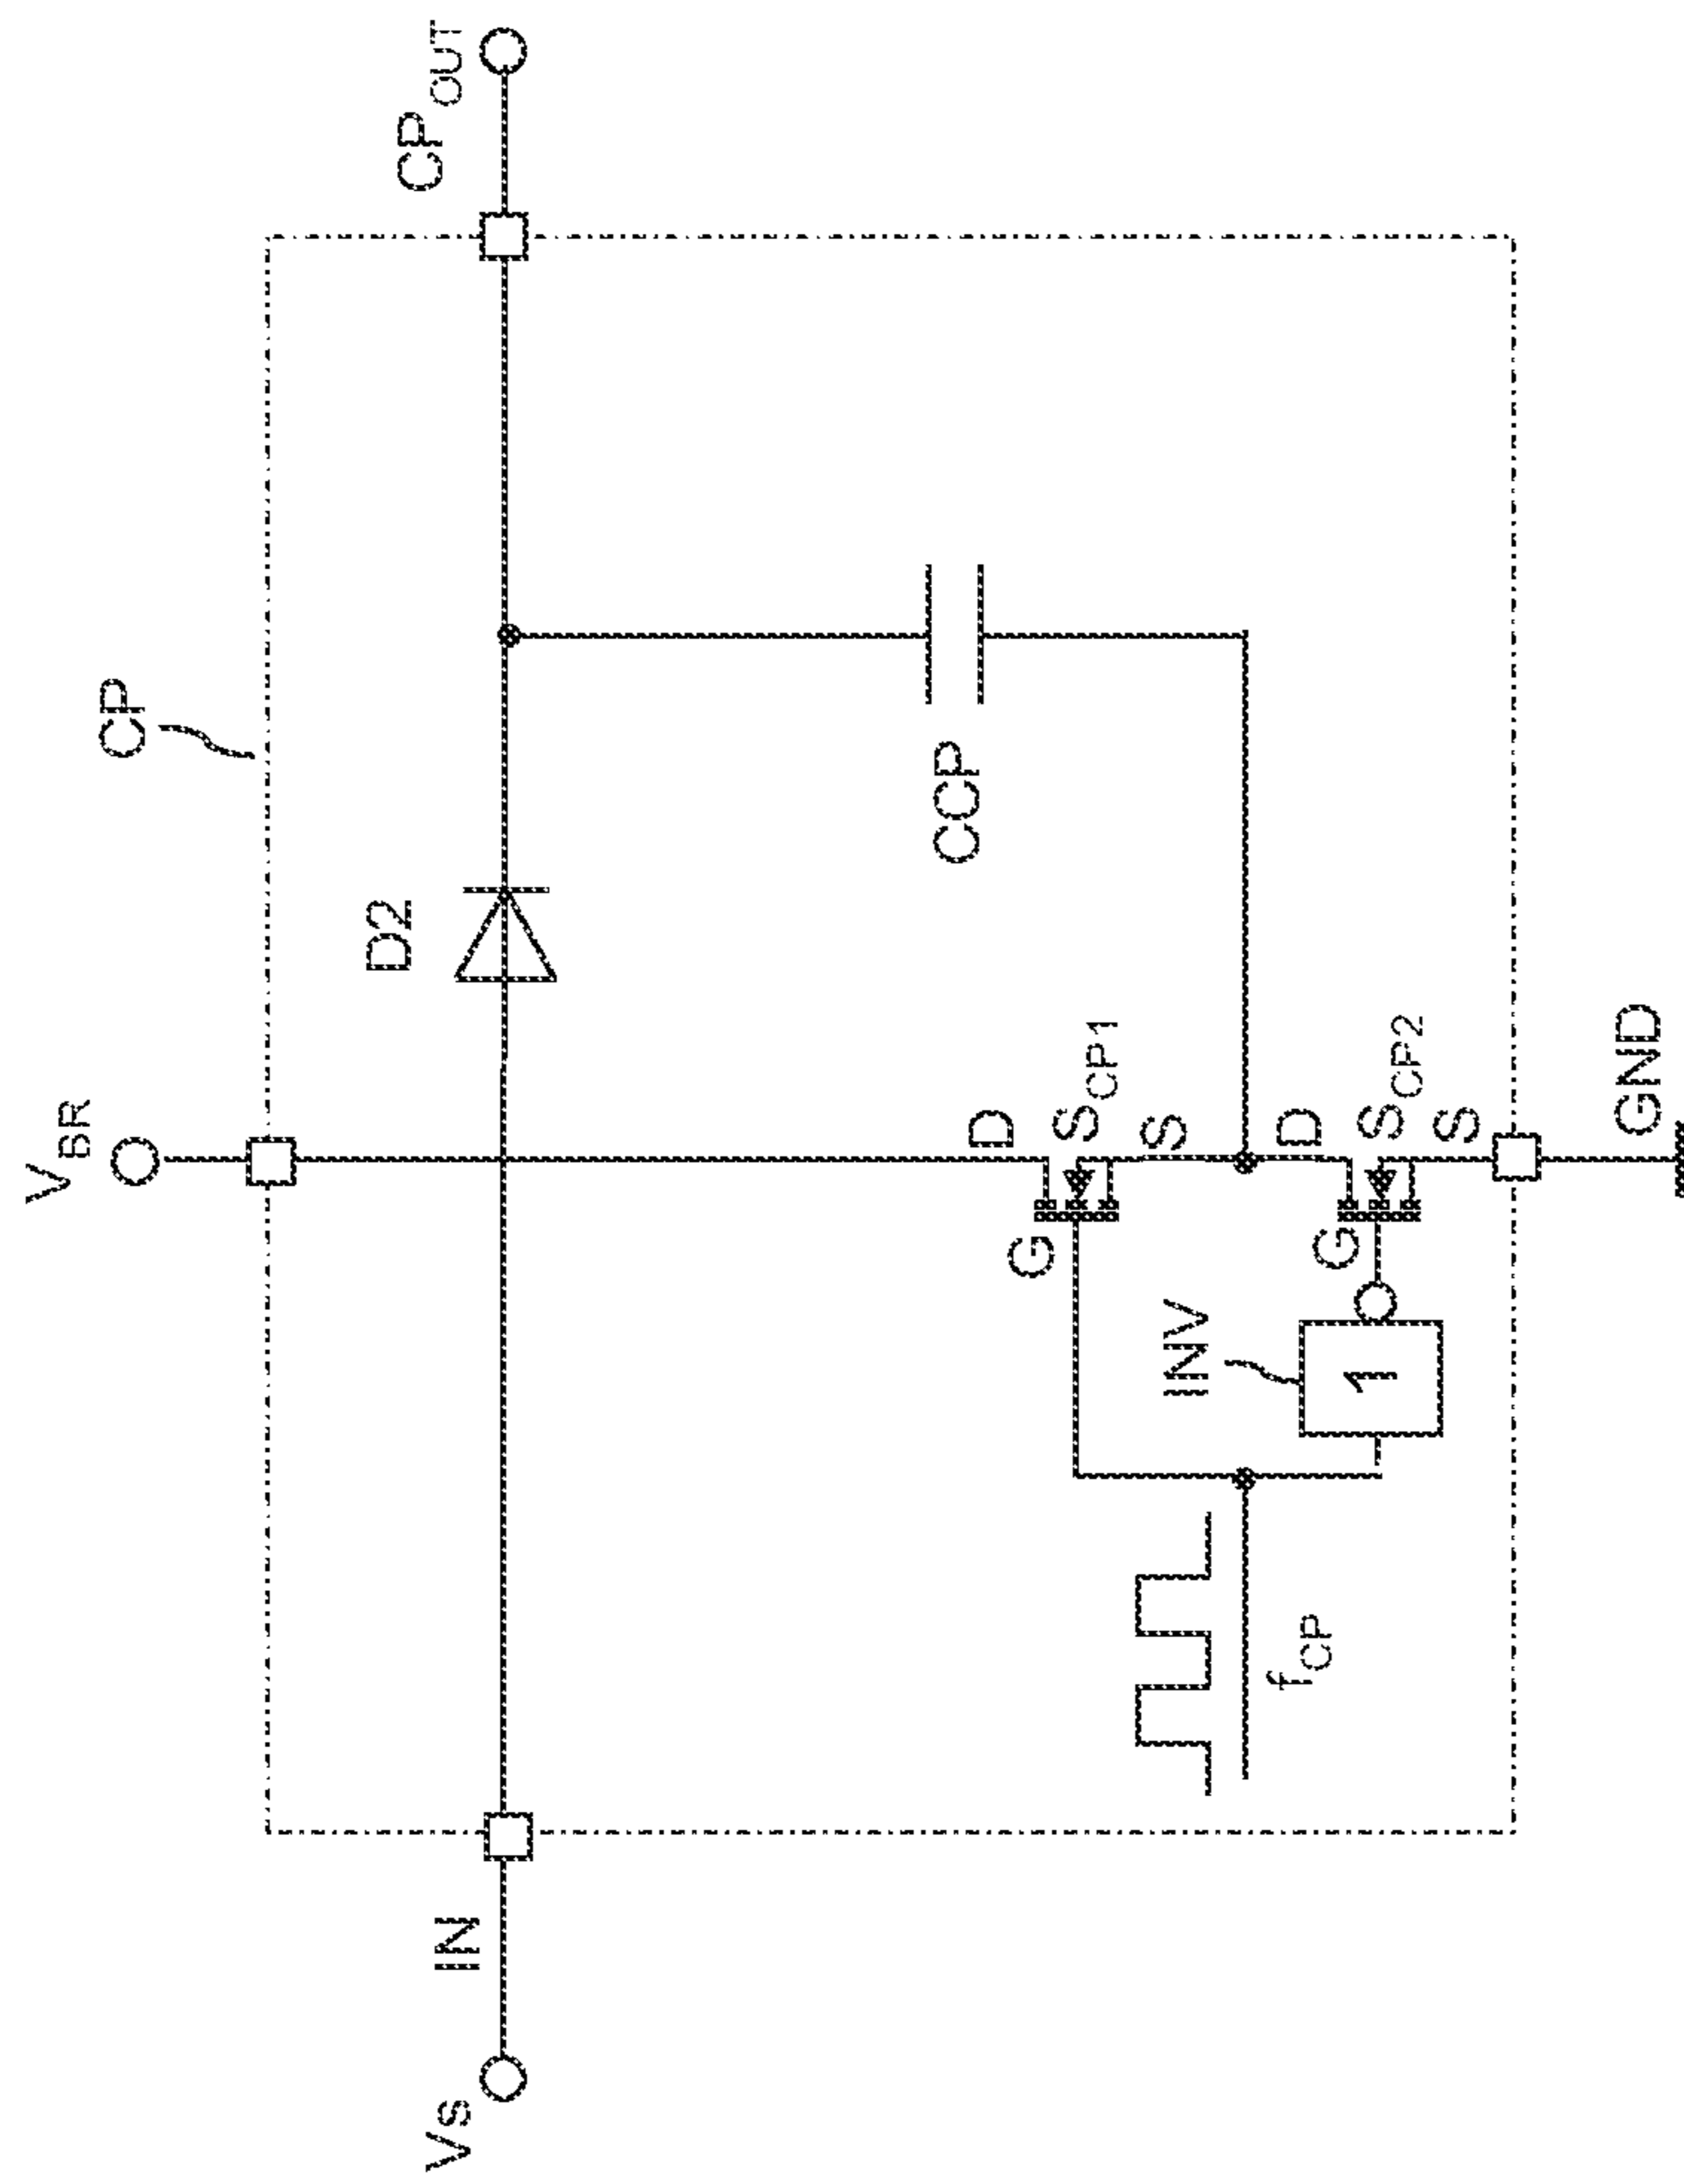 V_BR
CP
D2
Vs
IN
CP_OUT
CCP
D
G
S_CP1
S
INV
f_CP
D
G
1
S_CP2
S
GND